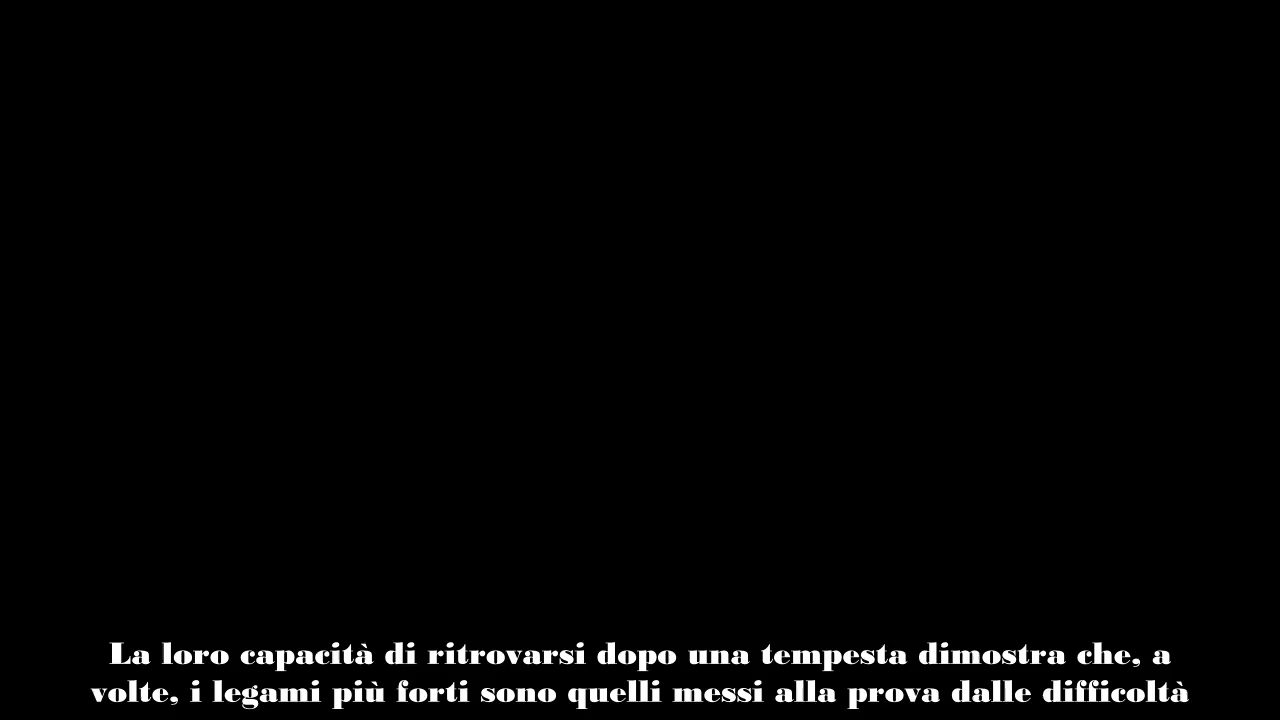 La loro capacità di ritrovarsi dopo una tempesta dimostra che, a
volte, i legami più forti sono quelli messi alla prova dalle difficoltà